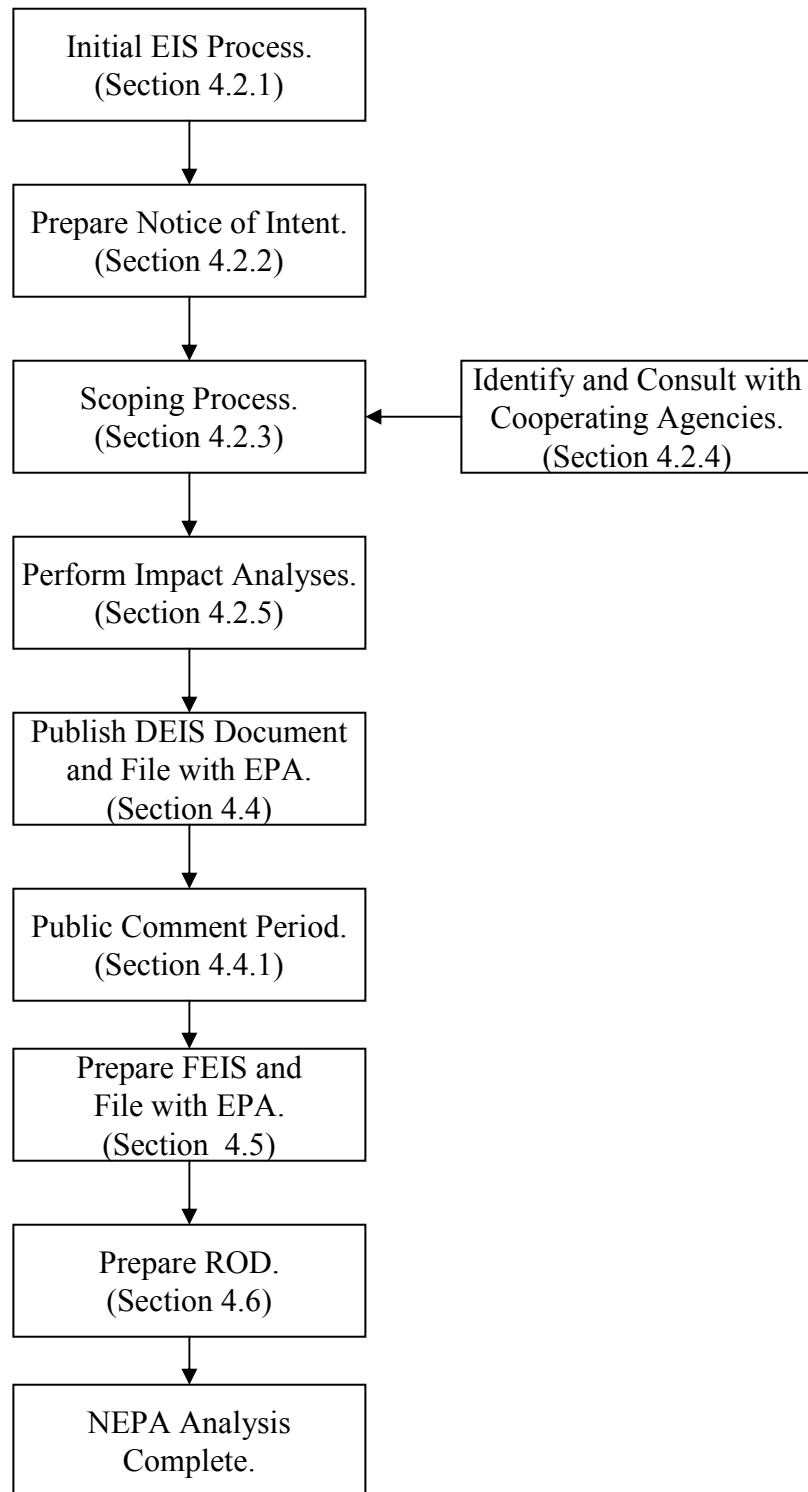 Initial EIS Process.
(Section 4.2.1)
Prepare Notice of Intent.
(Section 4.2.2)
Scoping Process.
(Section 4.2.3)
Identify and Consult with
Cooperating Agencies.
(Section 4.2.4)
Perform Impact Analyses.
(Section 4.2.5)
Publish DEIS Document
and File with EPA.
(Section 4.4)
Public Comment Period.
(Section 4.4.1)
Prepare FEIS and
File with EPA.
(Section 4.5)
Prepare ROD.
(Section 4.6)
NEPA Analysis
Complete.